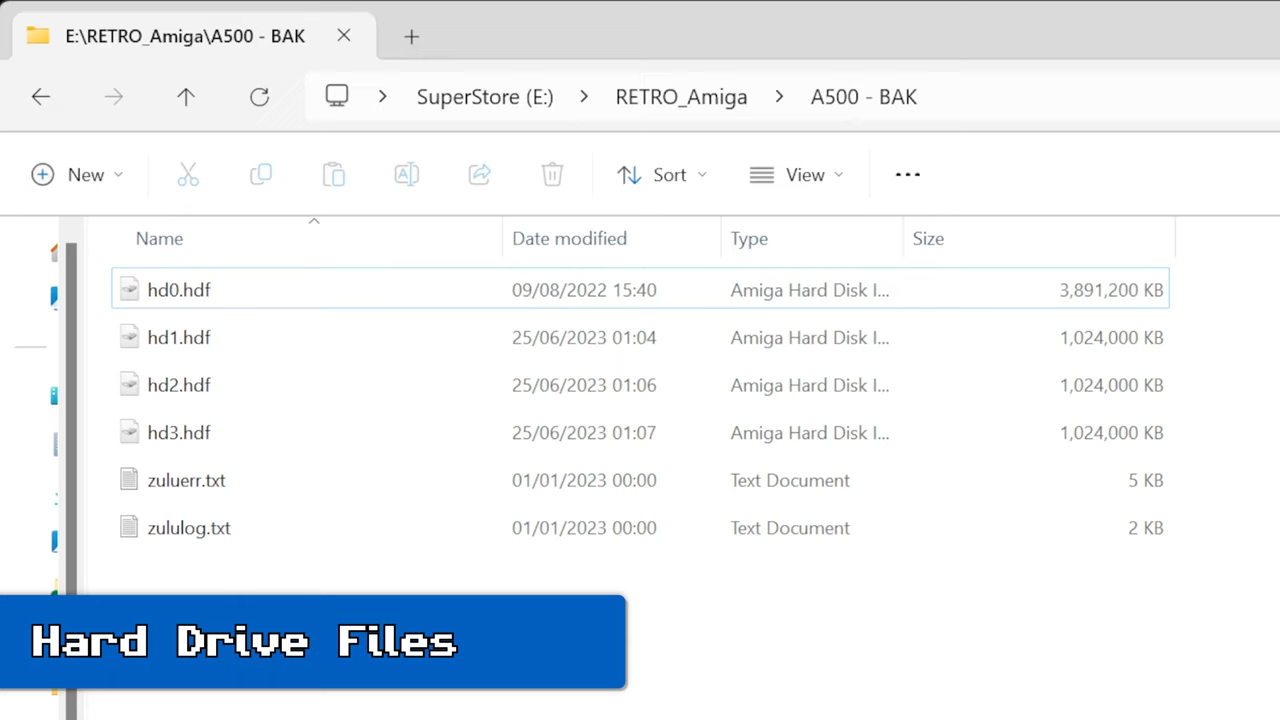 E:\RETRO_Amiga\A500 - BAK
SuperStore (E:) > RETRO_Amiga > A500 - BAK
New Sort View ...
Name Date modified Type Size
hd0.hdf 09/08/2022 15:40 Amiga Hard Disk I... 3,891,200 KB
hd1.hdf 25/06/2023 01:04 Amiga Hard Disk I... 1,024,000 KB
hd2.hdf 25/06/2023 01:06 Amiga Hard Disk I... 1,024,000 KB
hd3.hdf 25/06/2023 01:07 Amiga Hard Disk I... 1,024,000 KB
zuluerr.txt 01/01/2023 00:00 Text Document 5 KB
zululog.txt 01/01/2023 00:00 Text Document 2 KB
Hard Drive Files